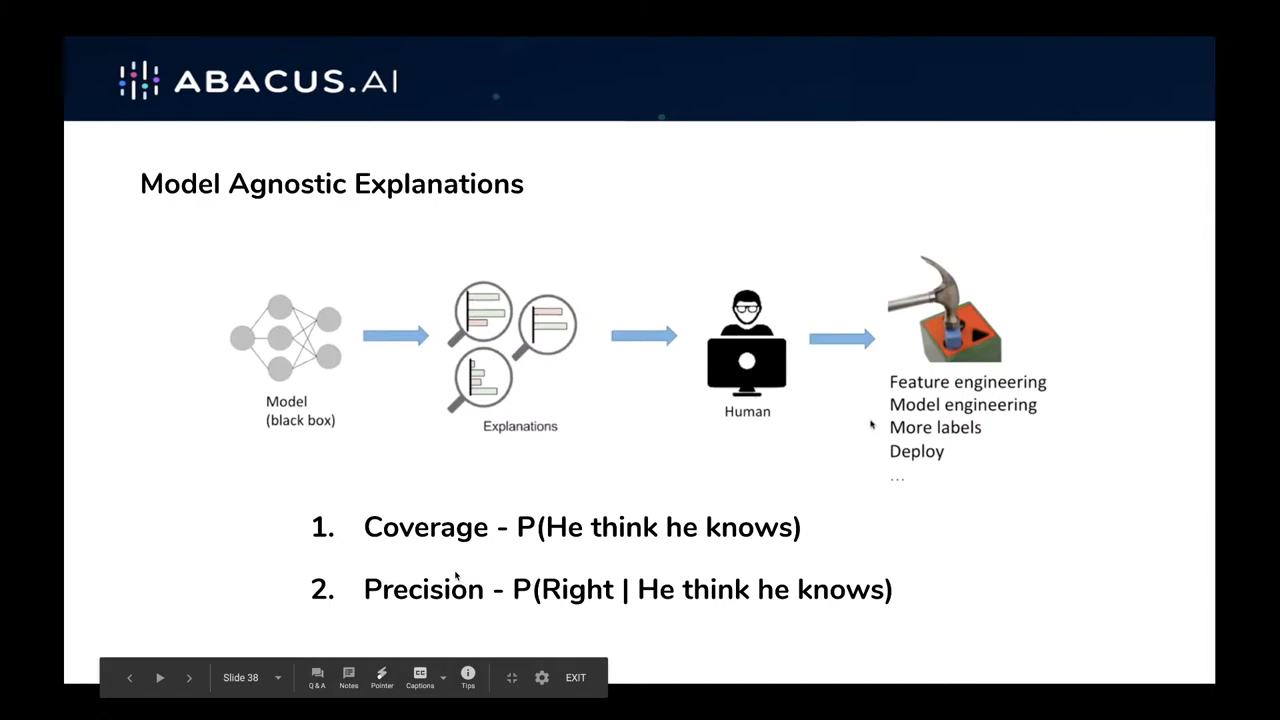 ABACUS.AI
Model Agnostic Explanations
Model
(black box)
Explanations
Human
Feature engineering
Model engineering
More labels
Deploy
...
1. Coverage - P(He think he knows)
2. Precision - P(Right | He think he knows)
Slide 38
Q & A
Notes
Pointer
CC
Captions
Tips
EXIT